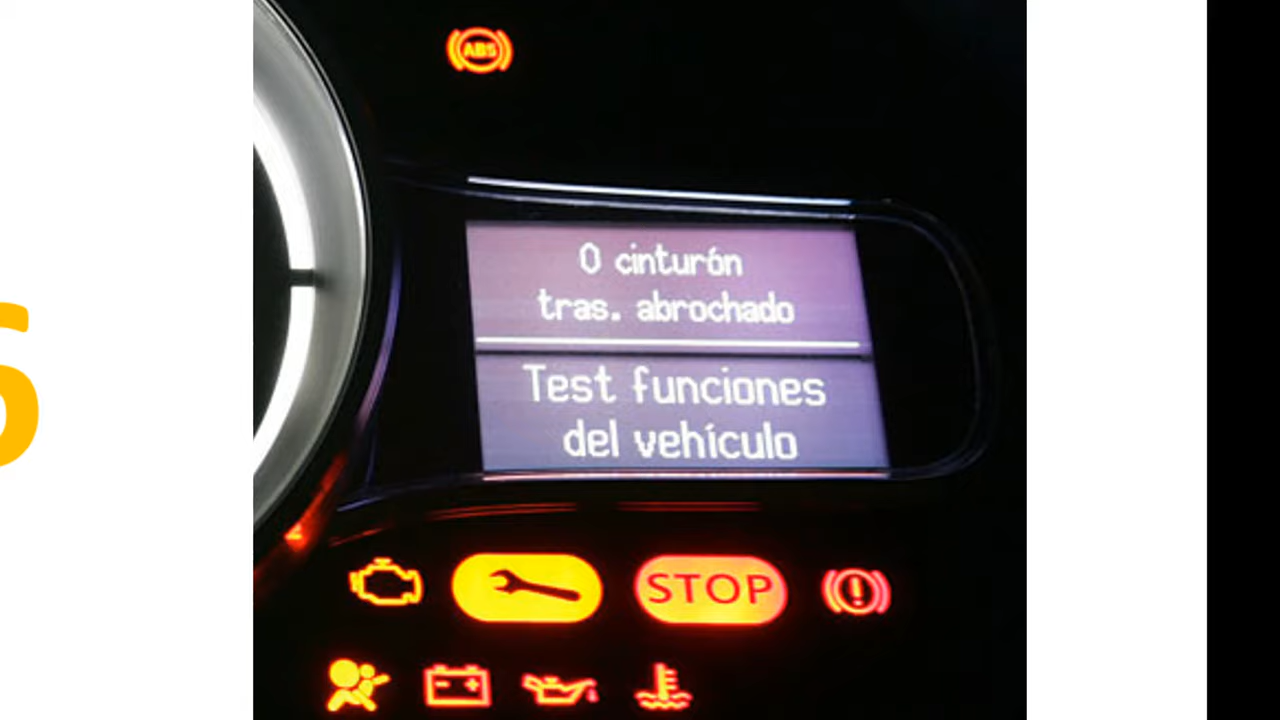 ABS
0 cinturón
tras. abrochado
Test funciones
del vehículo
STOP